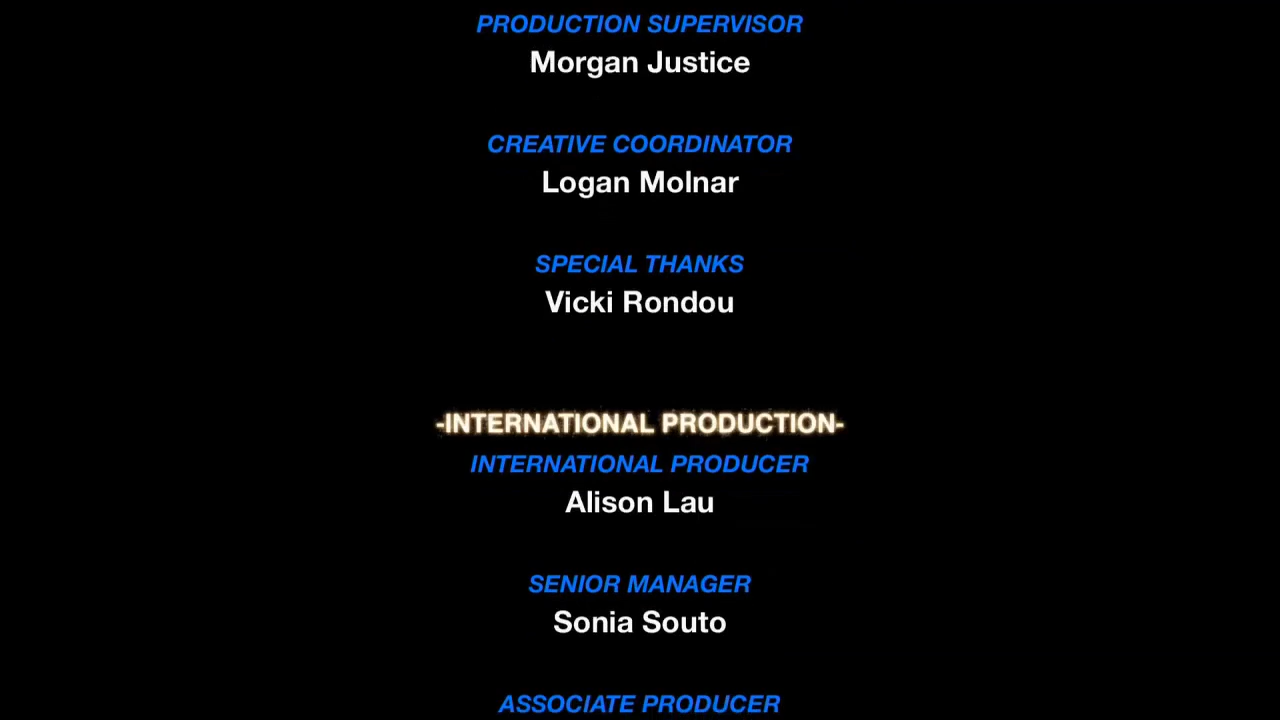 PRODUCTION SUPERVISOR
Morgan Justice
CREATIVE COORDINATOR
Logan Molnar
SPECIAL THANKS
Vicki Rondou
-INTERNATIONAL PRODUCTION-
INTERNATIONAL PRODUCER
Alison Lau
SENIOR MANAGER
Sonia Souto
ASSOCIATE PRODUCER